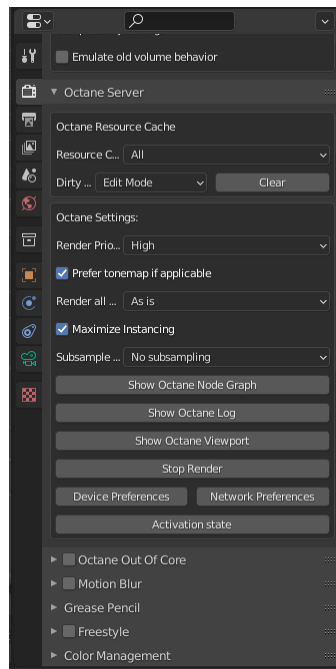 Emulate old volume behavior
Octane Server
Octane Resource Cache
Resource C... All
Dirty ... Edit Mode Clear
Octane Settings:
Render Prio... High
Prefer tonemap if applicable
Render all ... As is
Maximize Instancing
Subsample ... No subsampling
Show Octane Node Graph
Show Octane Log
Show Octane Viewport
Stop Render
Device Preferences Network Preferences
Activation state
Octane Out Of Core
Motion Blur
Grease Pencil
Freestyle
Color Management